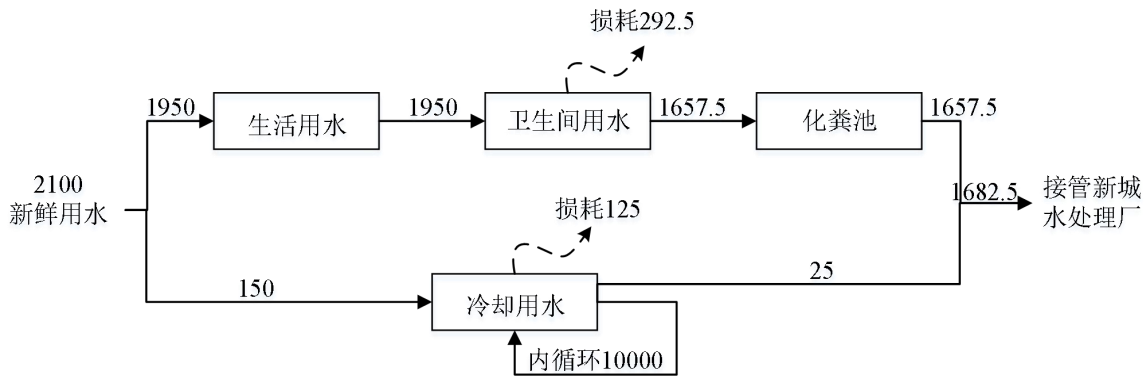 损耗292.5
1950
生活用水
1950
卫生间用水
1657.5
化粪池
1657.5
2100
新鲜用水
1682.5
接管新城
水处理厂
损耗125
150
冷却用水
25
内循环10000